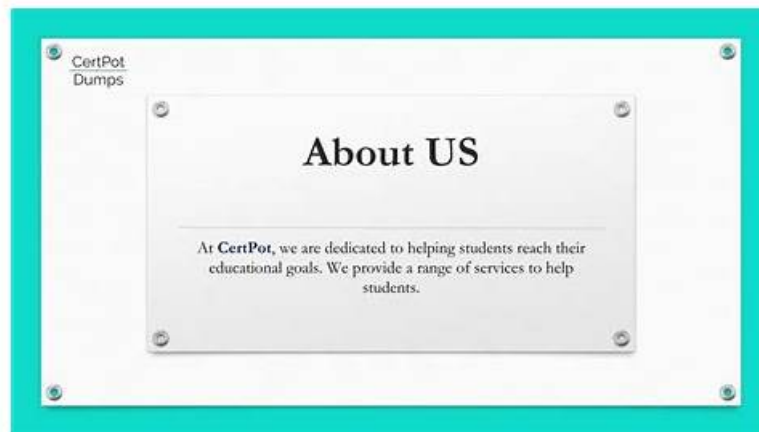 CertPot
Dumps
About US
At CertPot, we are dedicated to helping students reach their
educational goals. We provide a range of services to help
students.